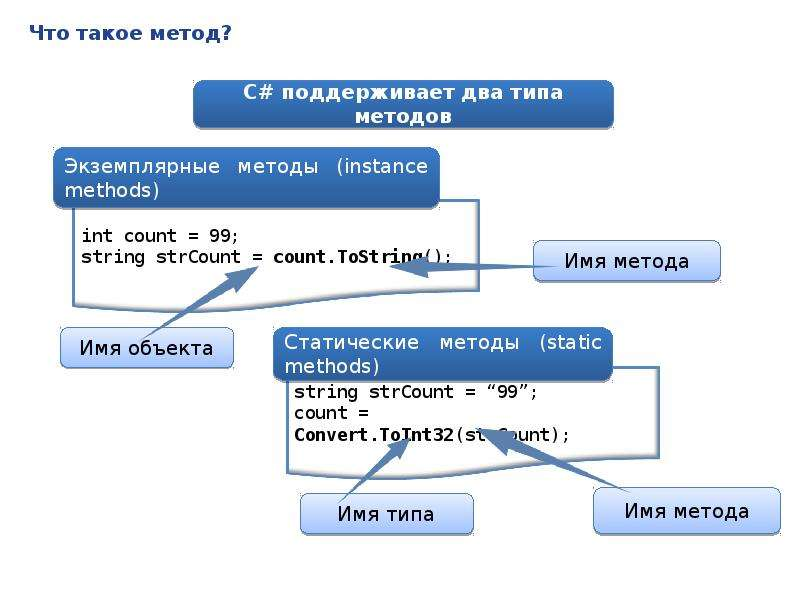 Что такое метод?
C# поддерживает два типа
методов
Экземплярные методы (instance
methods)
int count = 99;
string strCount = count.ToString();
Имя метода
Имя объекта
Статические методы (static
methods)
string strCount = “99”;
count =
Convert.ToInt32(strCount);
Имя типа
Имя метода